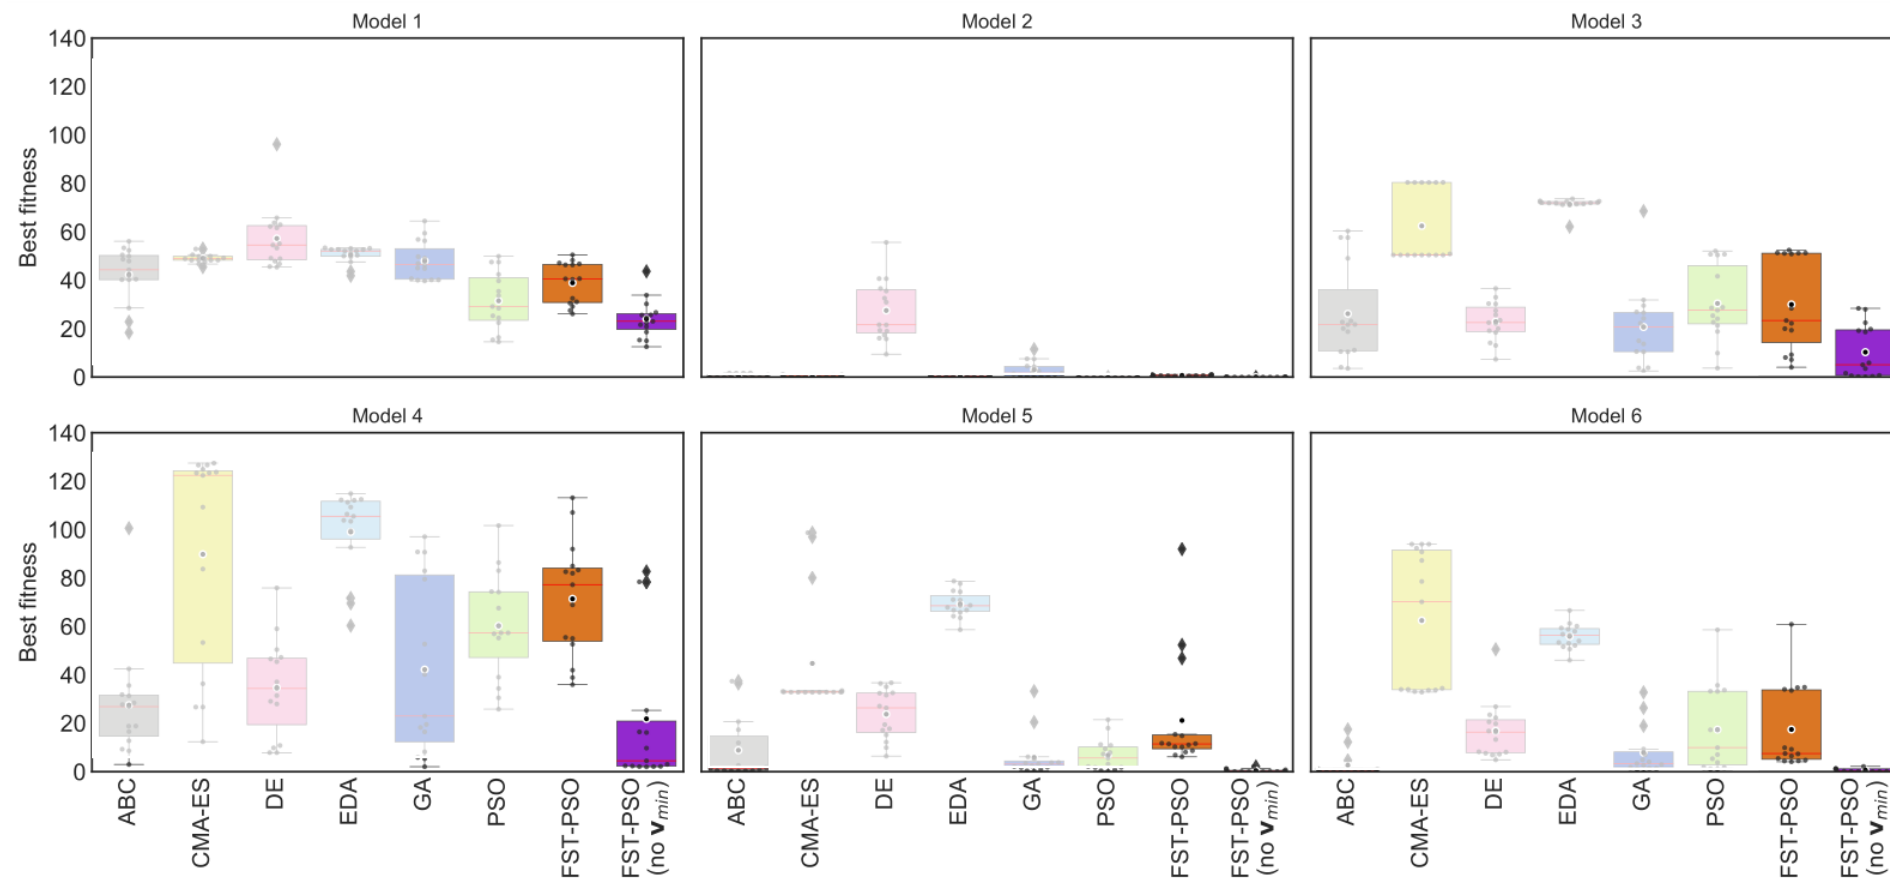 Model 1
Model 2
Model 3
Best fitness
140
120
100
80
60
40
20
0
Model 4
Model 5
Model 6
Best fitness
140
120
100
80
60
40
20
0
ABC
CMA-ES
DE
EDA
GA
PSO
FST-PSO
FST-PSO
(no v_min)
ABC
CMA-ES
DE
EDA
GA
PSO
FST-PSO
FST-PSO
(no v_min)
ABC
CMA-ES
DE
EDA
GA
PSO
FST-PSO
FST-PSO
(no v_min)